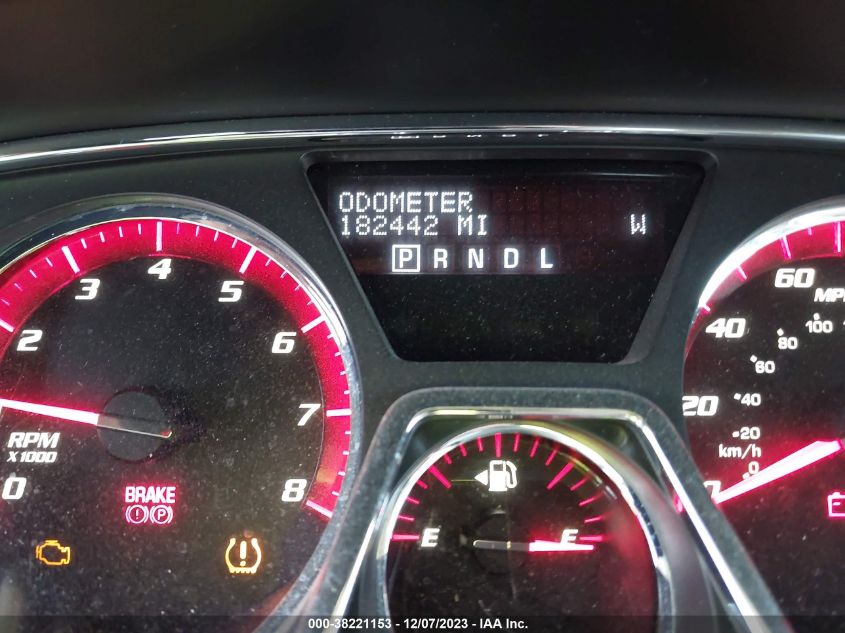 ODOMETER
182442 MI W
P R N D L
0 2 3 4 5 6 7 8
RPM
X1000
BRAKE
P
E
20 40 60
0 20 40 60 80 100
km/h
000-38221153 - 12/07/2023 - IAA Inc.